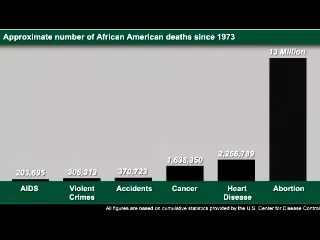 Approximate number of African American deaths since 1973
13 Million
2,266,789
1,638,350
370,723
306,313
203,695
AIDS
Violent Crimes
Accidents
Cancer
Heart Disease
Abortion
All figures are based on cumulative statistics provided by the U.S. Center for Disease Control